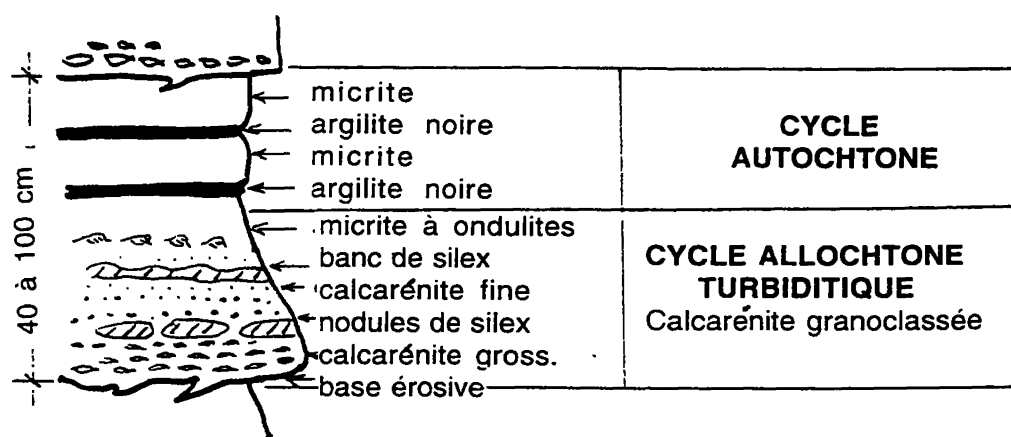 40 à 100 cm
micrite
argilite noire
micrite
argilite noire
CYCLE
AUTOCHTONE
micrite à ondulites
banc de silex
calcarénite fine
nodules de silex
calcarénite gross.
base érosive
CYCLE ALLOCHTONE
TURBIDITIQUE
Calcarénite granoclassée